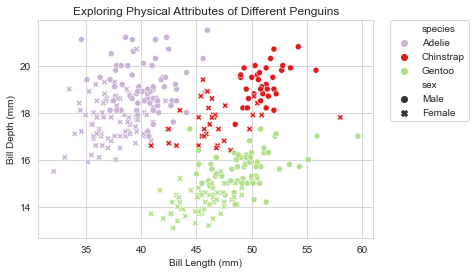 Exploring Physical Attributes of Different Penguins
species
Adelie
Chinstrap
Gentoo
sex
Male
Female
Bill Depth (mm)
20
18
16
14
35
40
45
50
55
60
Bill Length (mm)